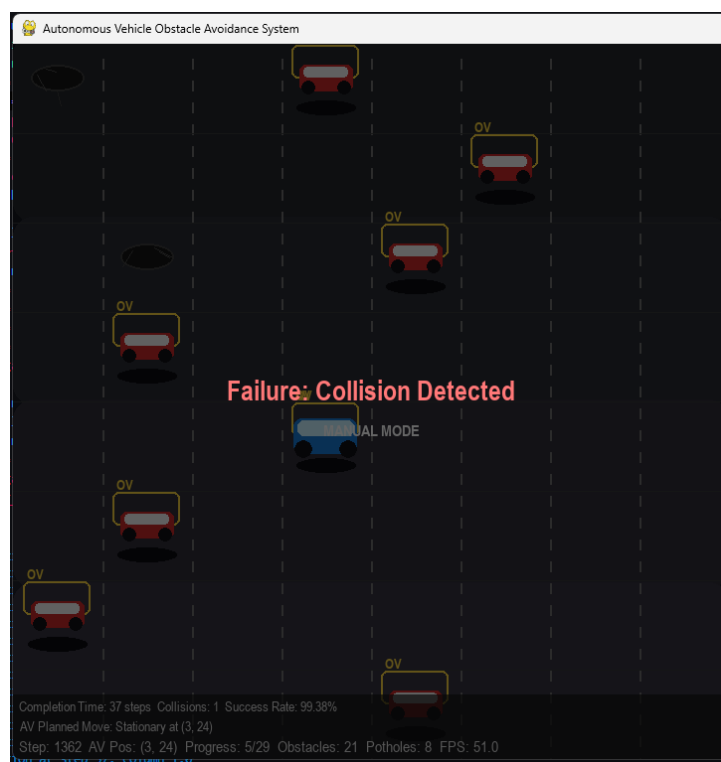 Autonomous Vehicle Obstacle Avoidance System
OV
OV
OV
Failure: Collision Detected
MANUAL MODE
OV
OV
OV
Completion Time: 37 steps Collisions: 1 Success Rate: 99.38%
AV Planned Move: Stationary at (3, 24)
Step: 1362 AV Pos: (3, 24) Progress: 5/29 Obstacles: 21 Potholes: 8 FPS: 51.0